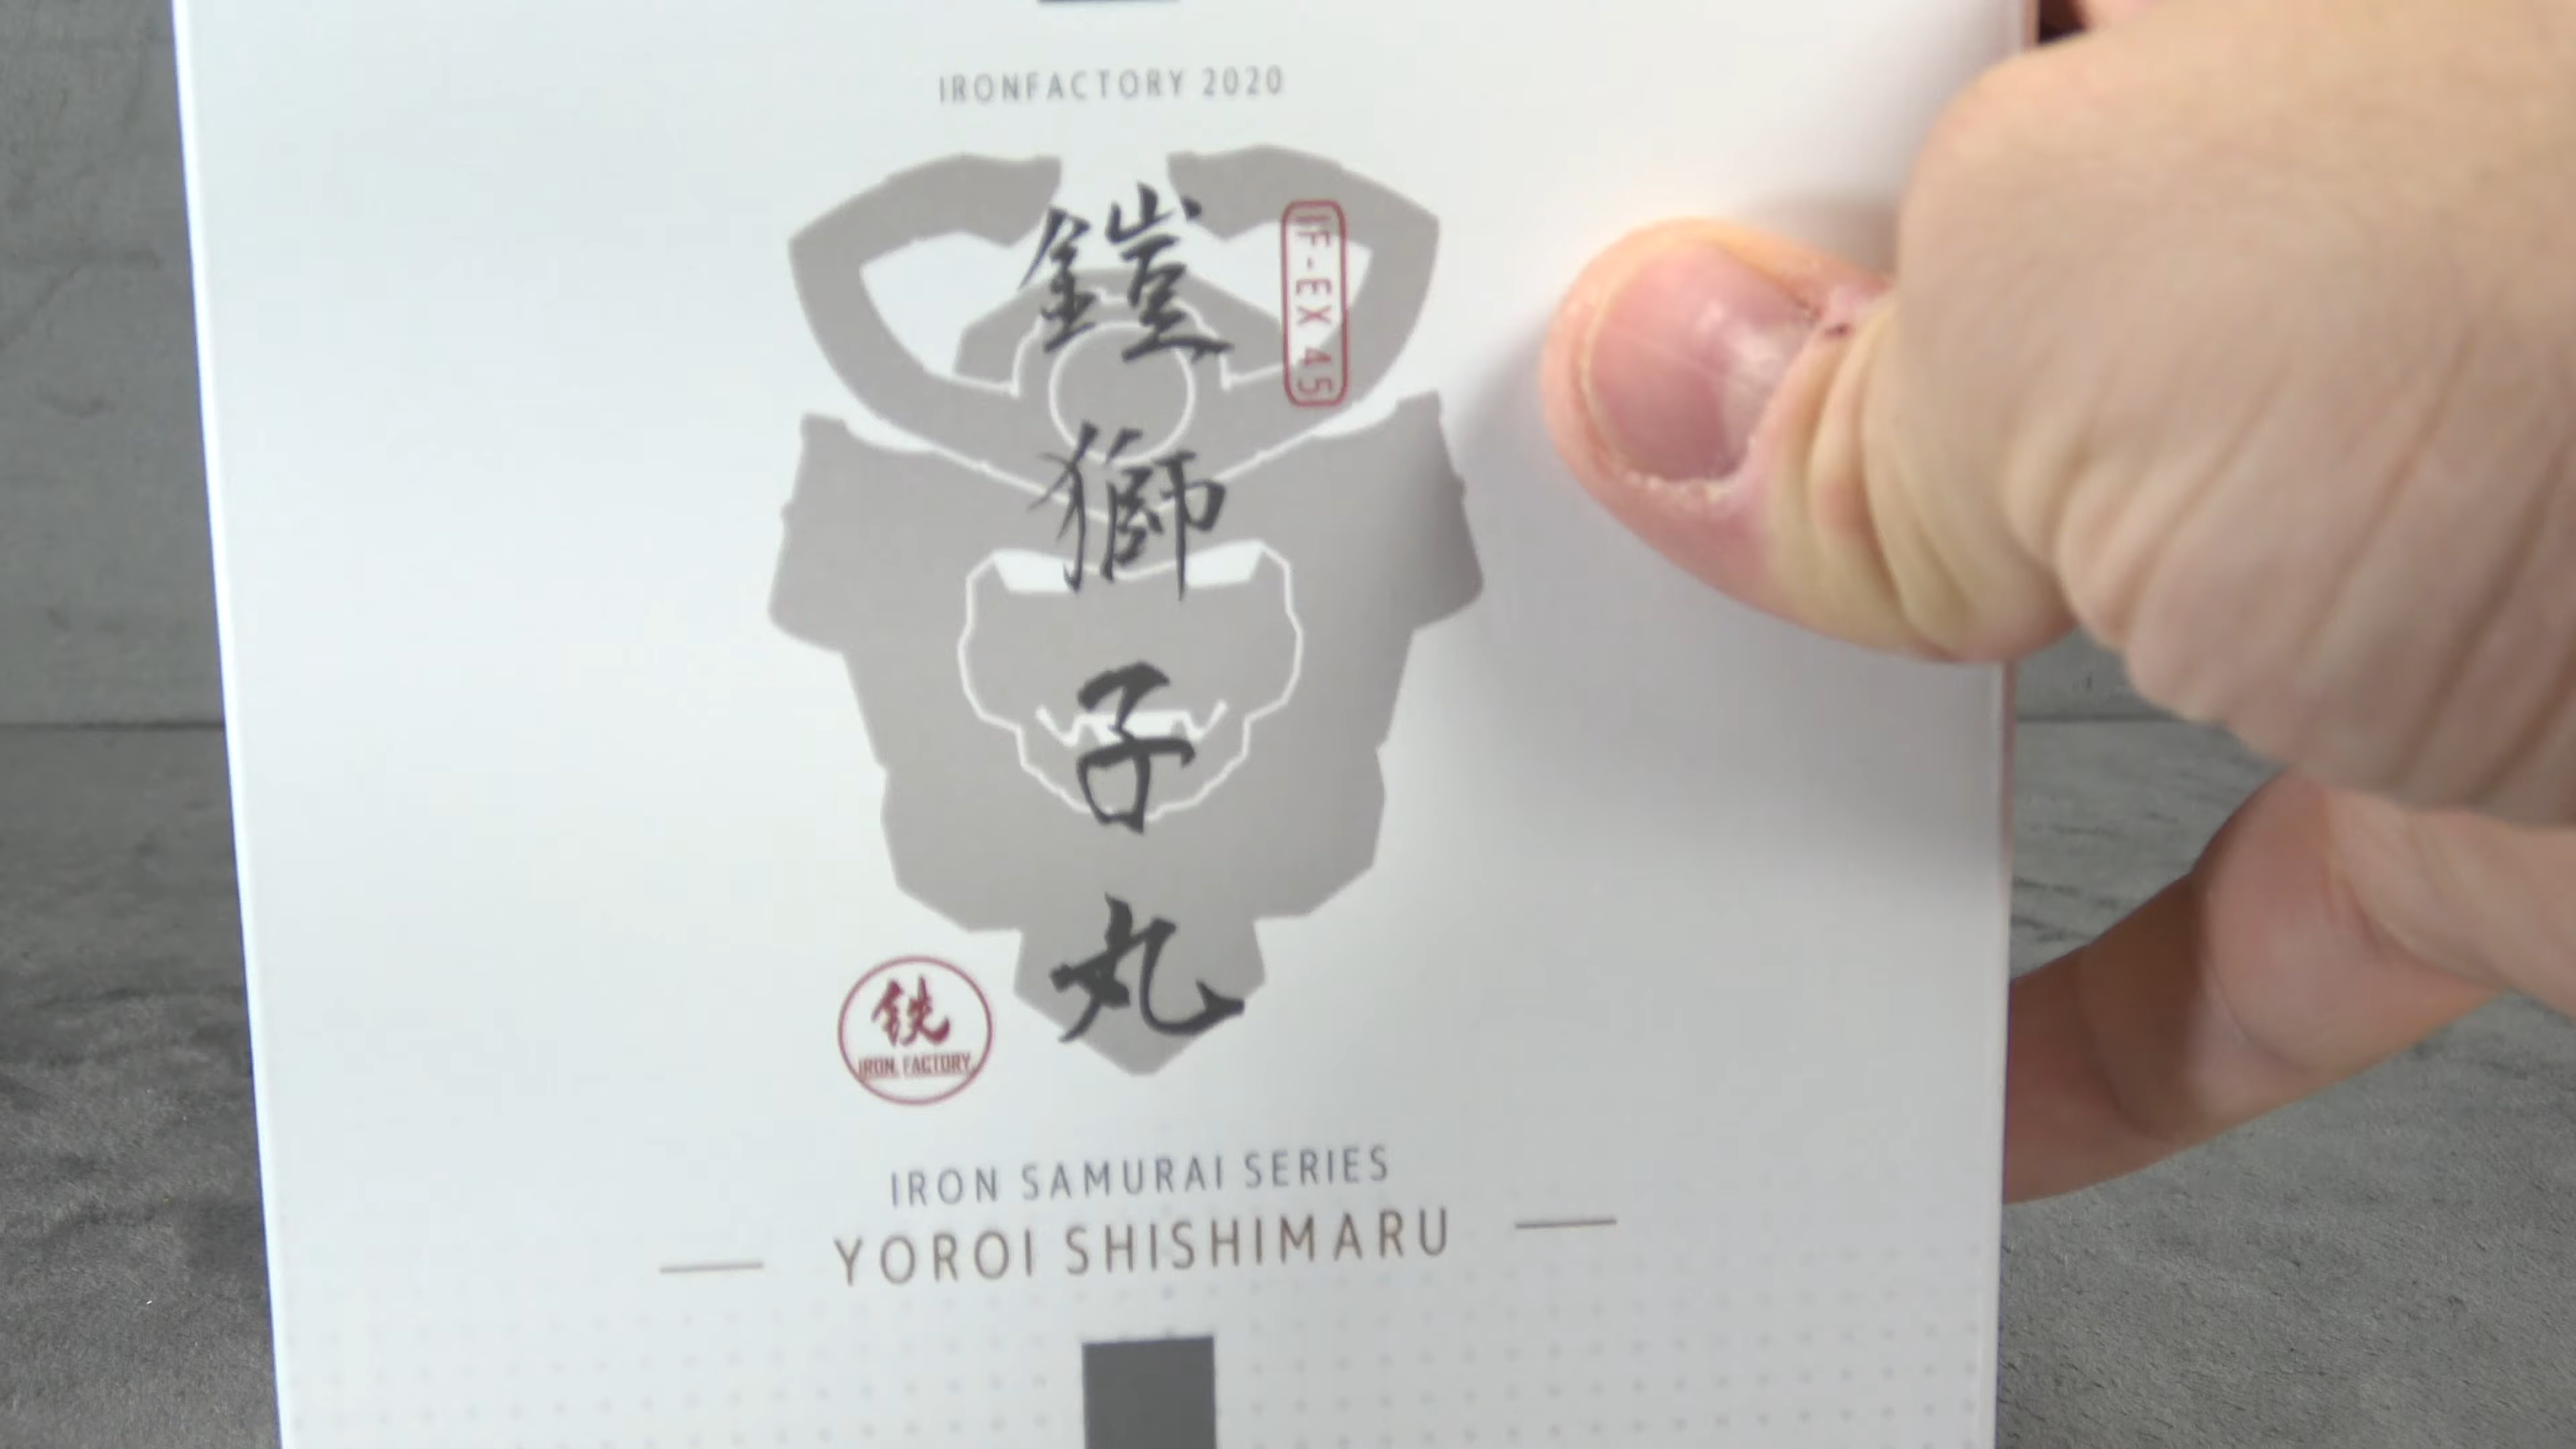 IRONFACTORY 2020
鎧獅子丸
IF-EX 45
鉄
IRON FACTORY
IRON SAMURAI SERIES
YOROI SHISHIMARU